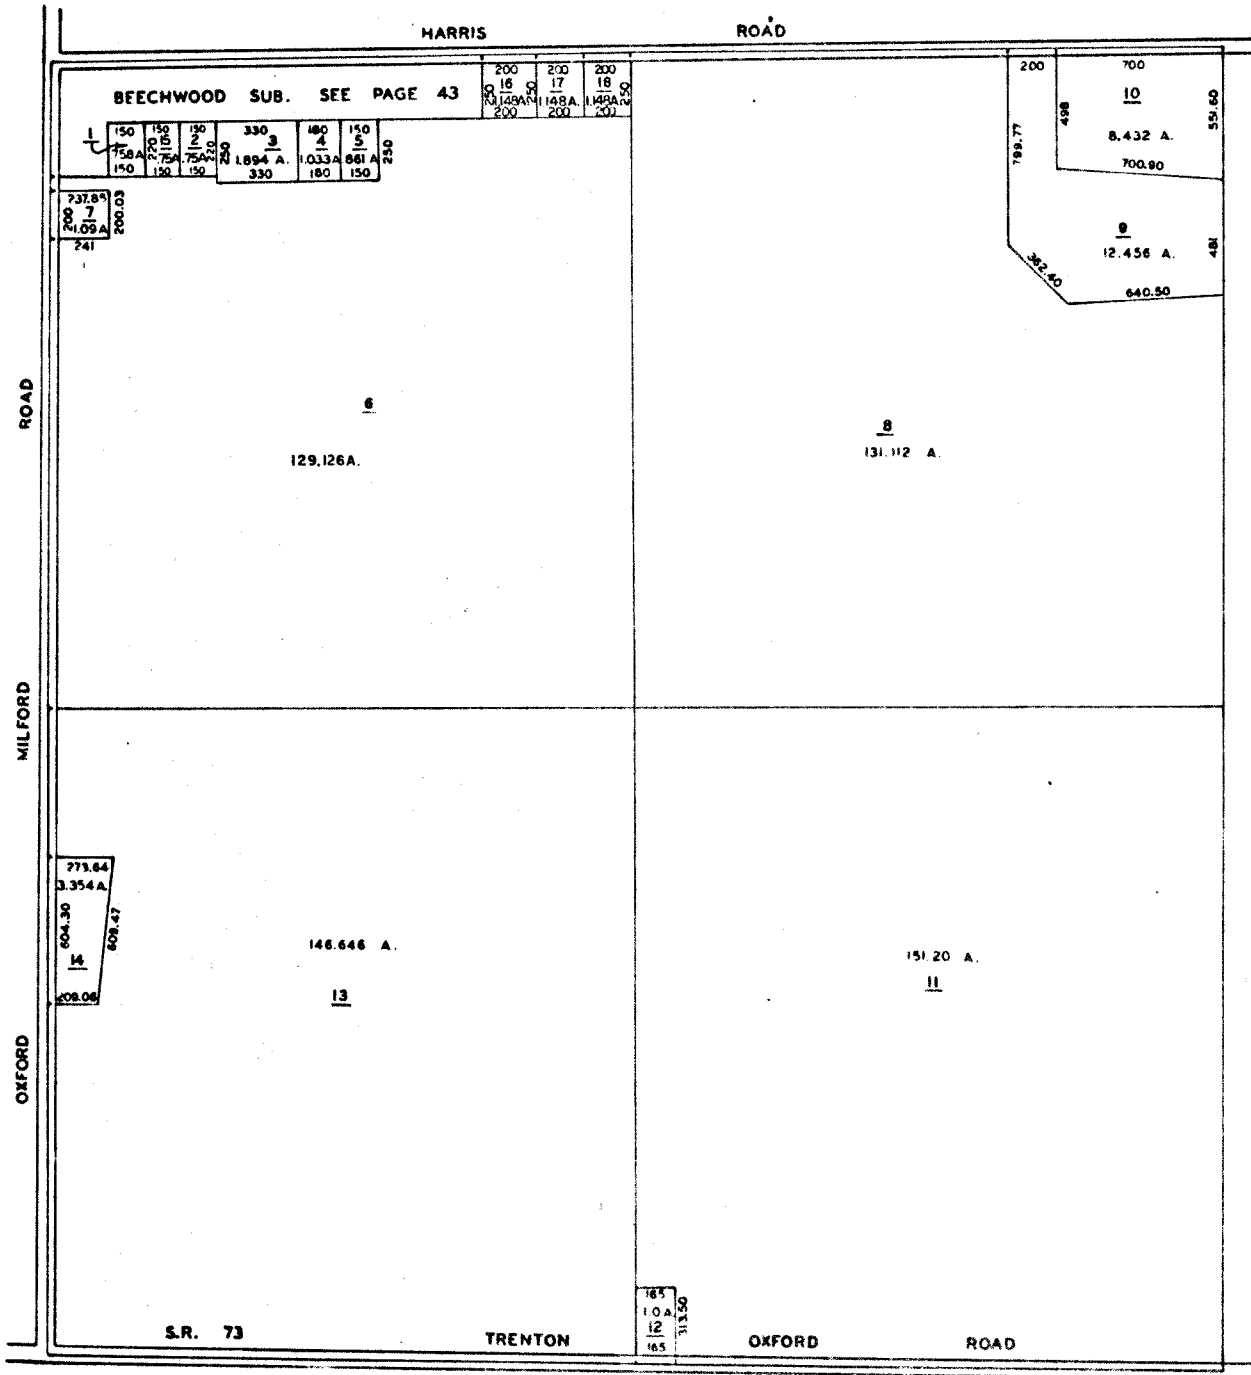 HARRIS ROAD
BEECHWOOD SUB. SEE PAGE 43
200
16
250
1.148A
250
200
200
17
1.148A.
200
200
18
1.148A
250
200
200
700
10
498
551.60
8.432 A.
700.90
799.77
9
12.456 A.
481
362.40
640.50
1
150
.758A
150
150
15
220
.75A
150
150
2
.75A
220
150
330
3
250
1.894 A.
330
180
4
1.033A
180
150
5
.861 A
250
150
237.85
7
200
1.09 A
200.03
241
6
129.126A.
8
131.112 A.
OXFORD MILFORD ROAD
273.64
3.354 A.
604.30
609.47
14
209.06
146.646 A.
13
151.20 A.
11
165
1.0 A
12
313.50
165
S.R. 73 TRENTON OXFORD ROAD